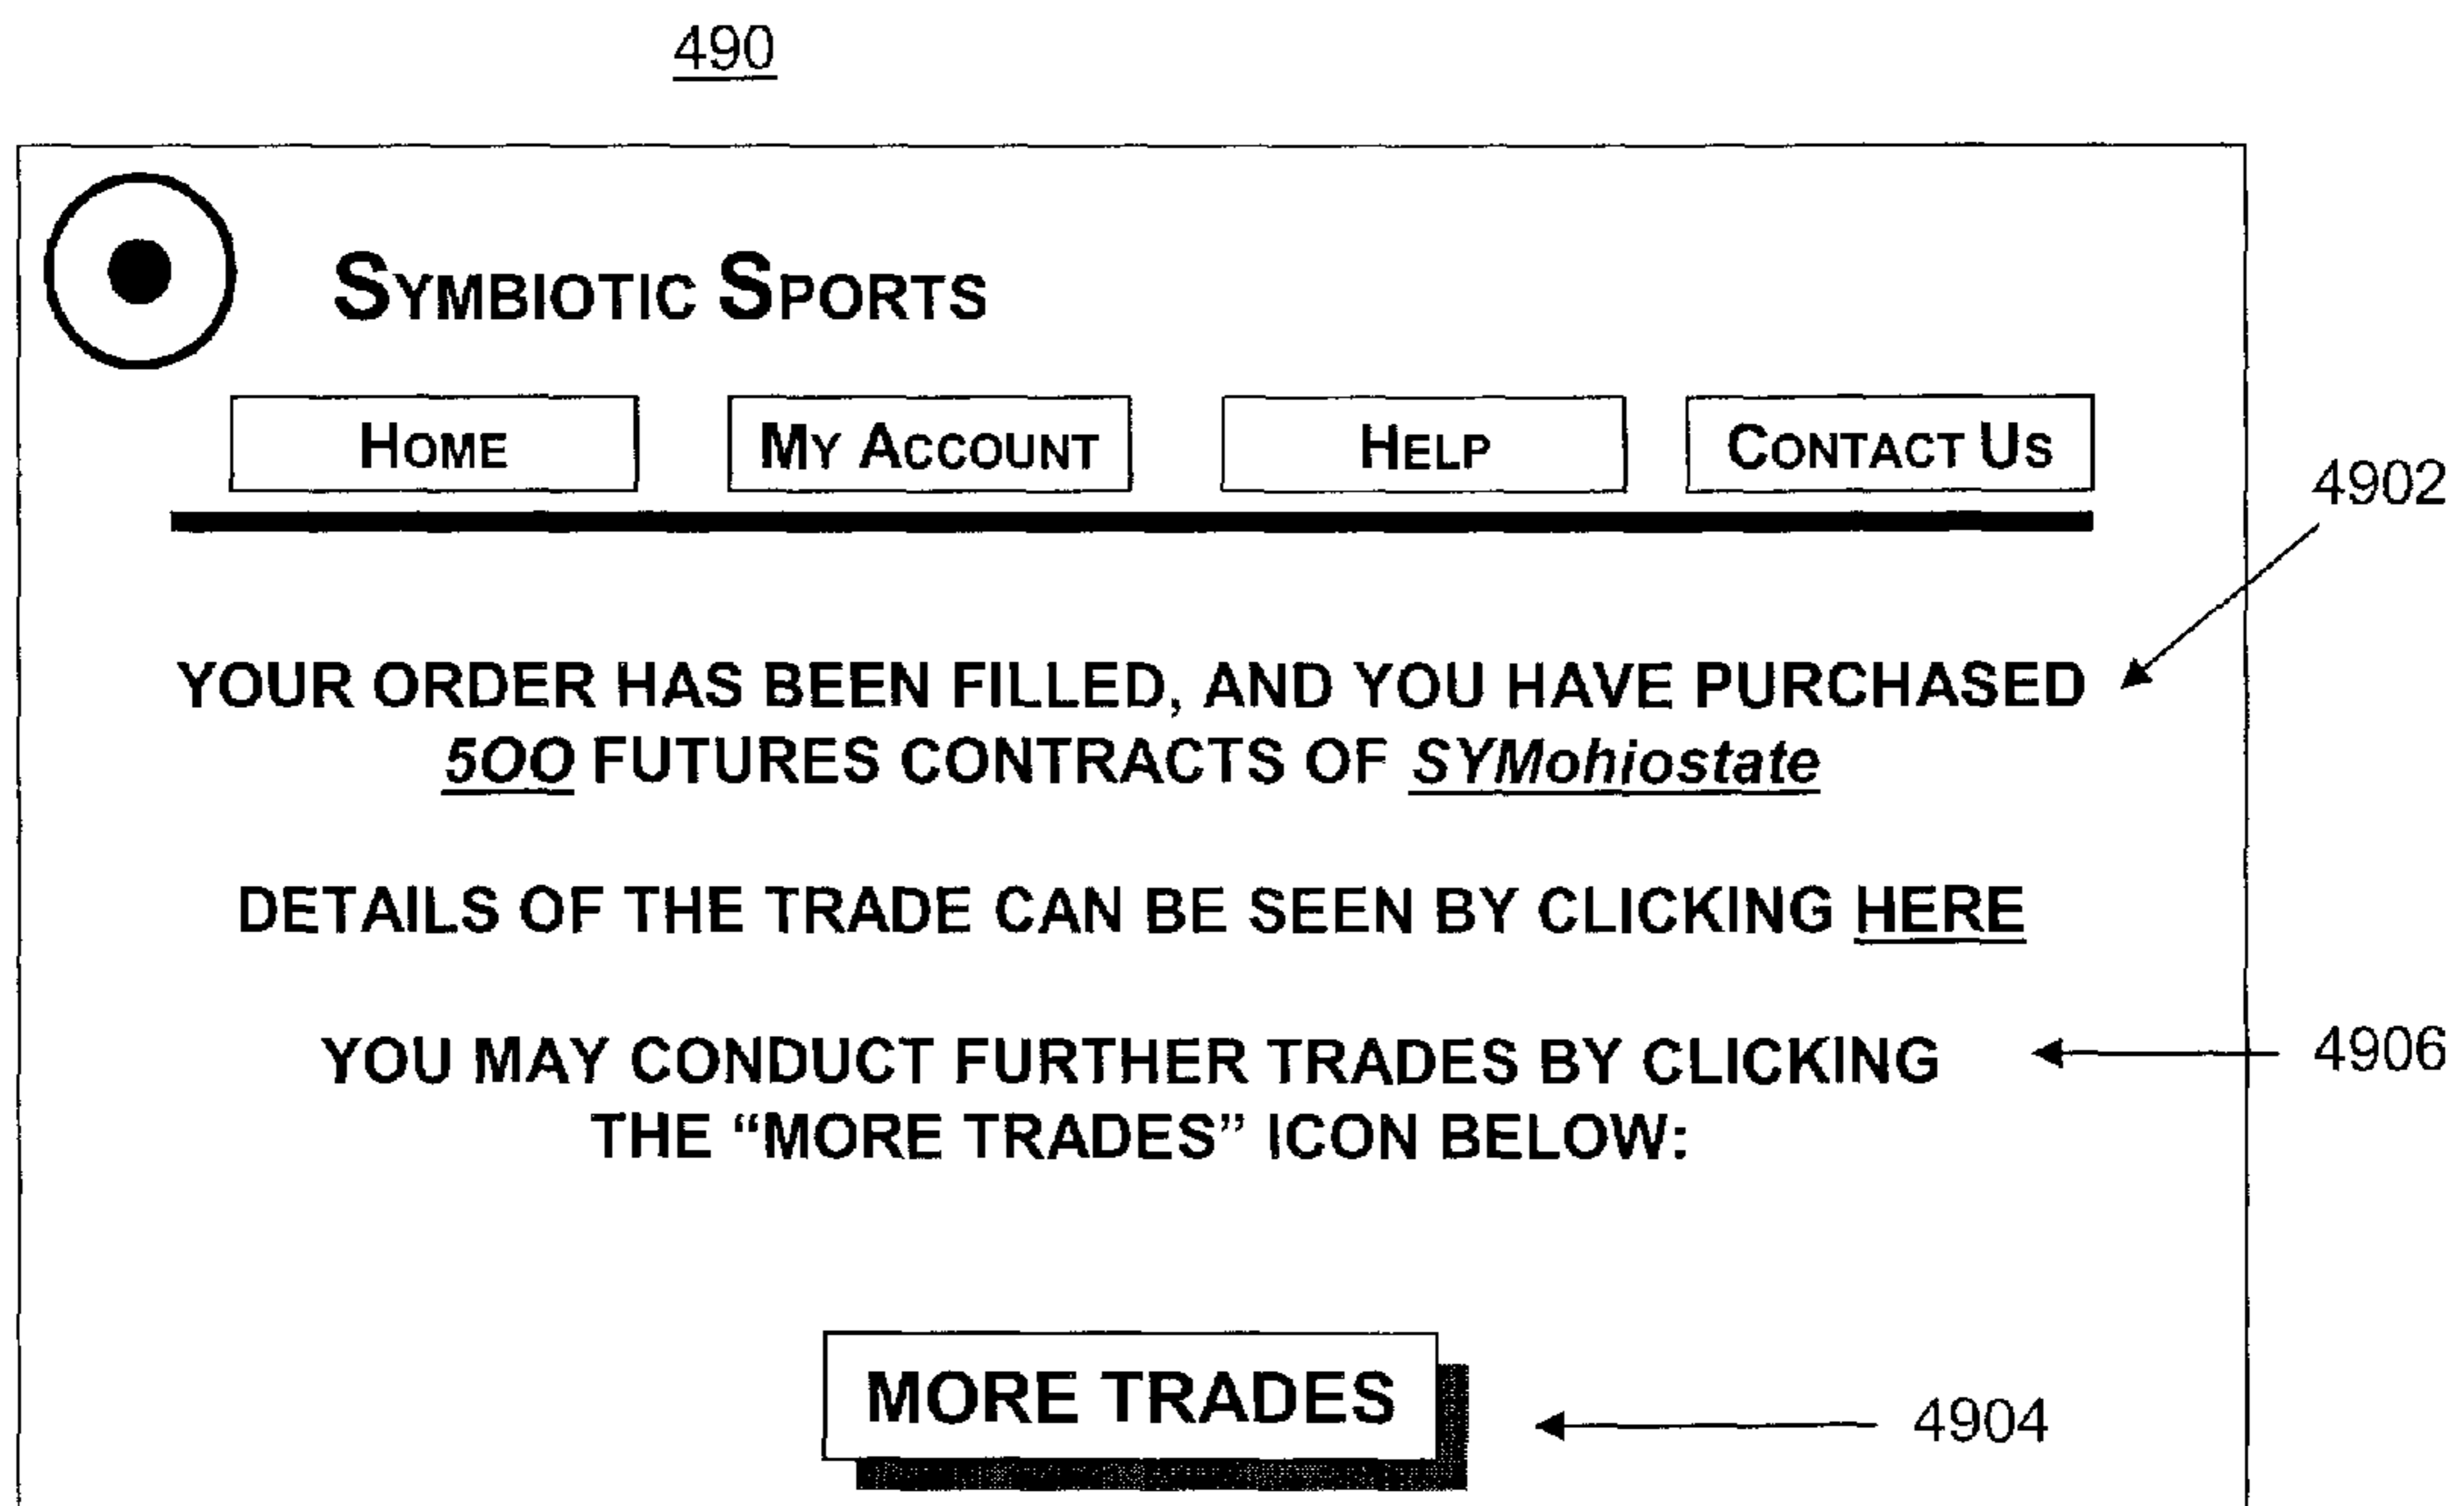 490
SYMBIOTIC SPORTS
HOME MY ACCOUNT HELP CONTACT US
4902
YOUR ORDER HAS BEEN FILLED, AND YOU HAVE PURCHASED
500 FUTURES CONTRACTS OF SYMohiostate
DETAILS OF THE TRADE CAN BE SEEN BY CLICKING HERE
YOU MAY CONDUCT FURTHER TRADES BY CLICKING
4906
THE “MORE TRADES” ICON BELOW:
MORE TRADES
4904